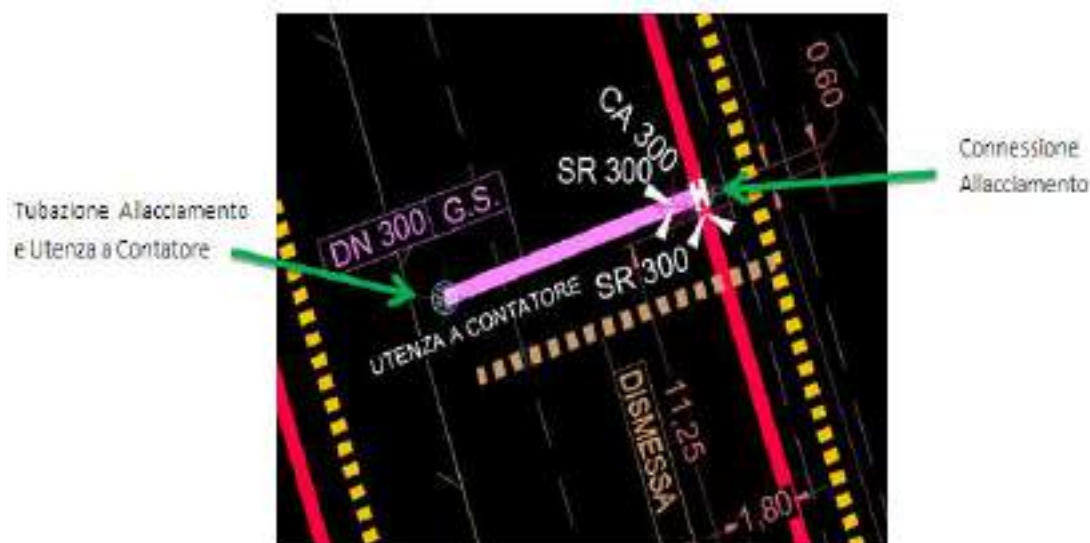 Tubazione Allacciamento
e Utenza a Contatore
DN 300 G.S.
UTENZA A CONTATORE
CA 300
SR 300
SR 300
0,60
Connessione
Allacciamento
DISMESSA
11,25
1,80